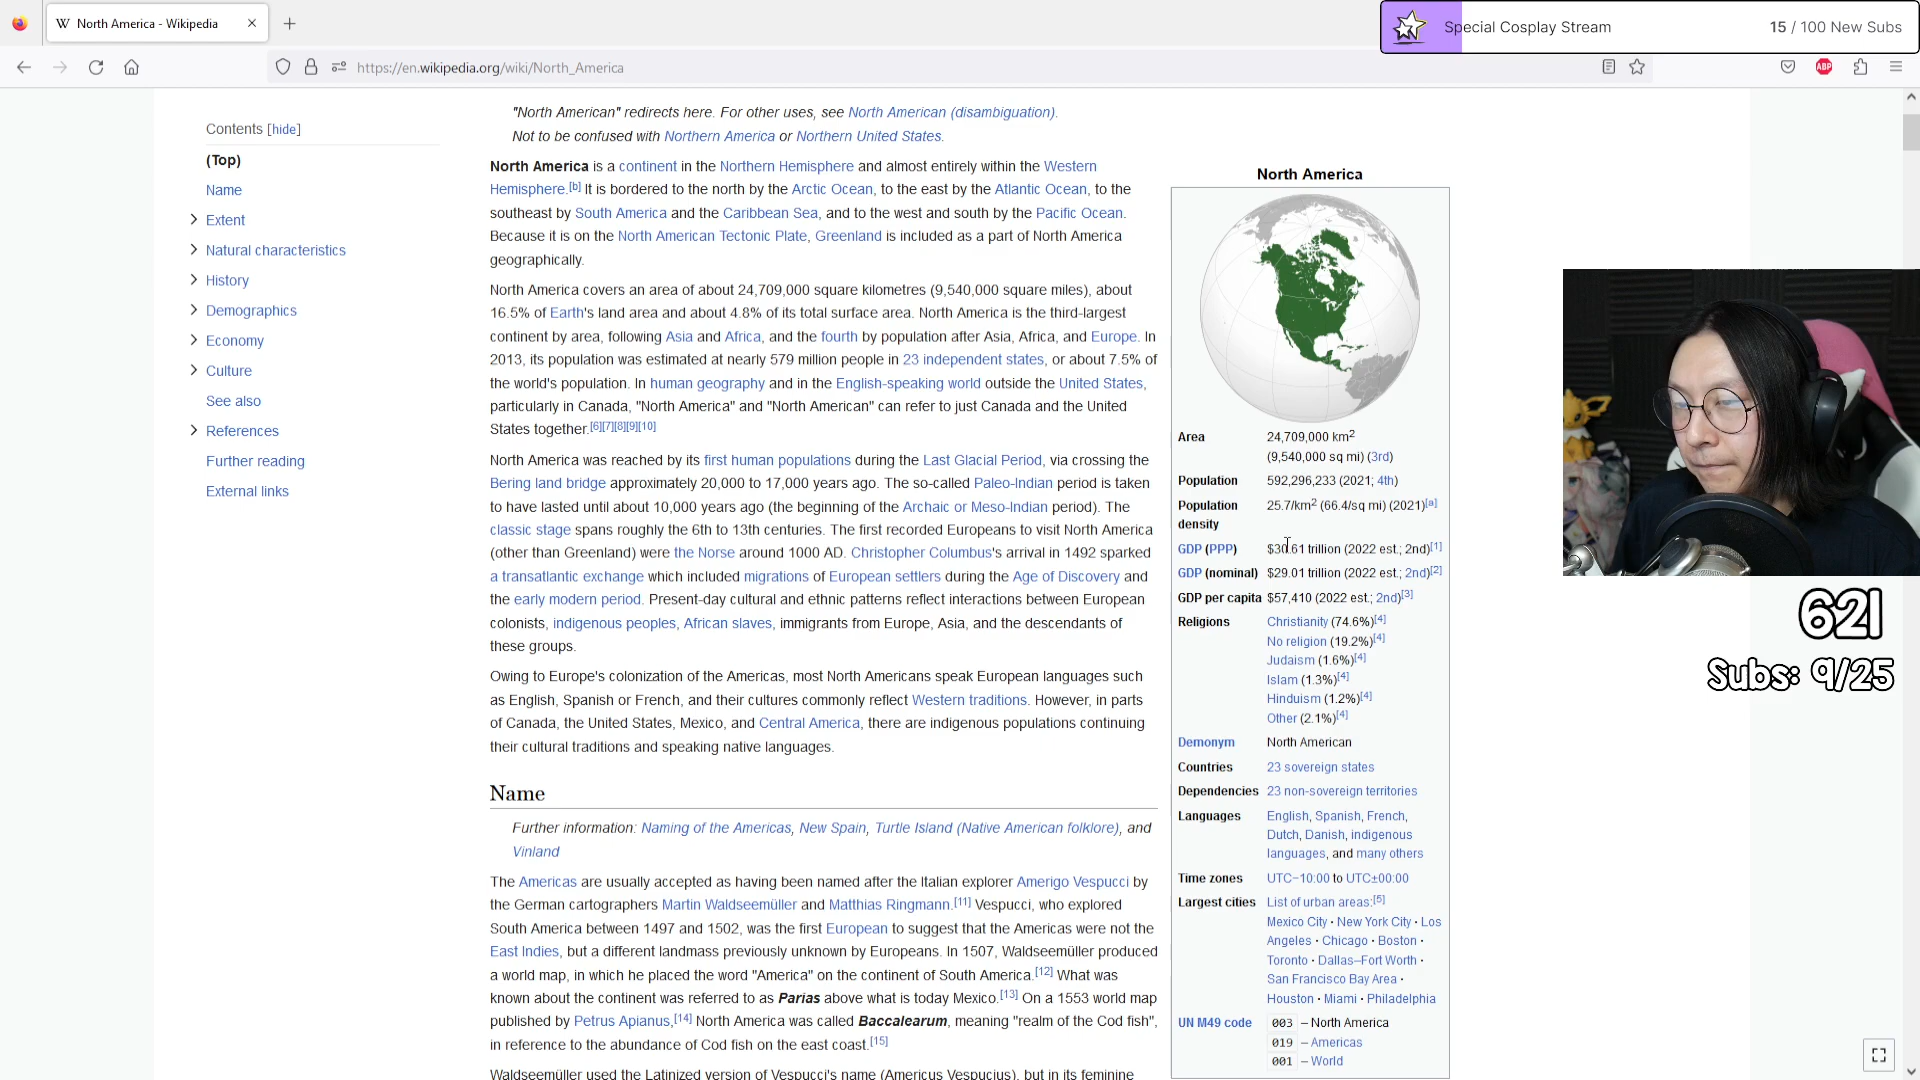 North America - Wikipedia
Special Cosplay Stream
15 / 100 New Subs
https://en.wikipedia.org/wiki/North_America
ABP
Contents [hide]
(Top)
Name
Extent
Natural characteristics
History
Demographics
Economy
Culture
See also
References
Further reading
External links
"North American" redirects here. For other uses, see North American (disambiguation).
Not to be confused with Northern America or Northern United States.
North America is a continent in the Northern Hemisphere and almost entirely within the Western
Hemisphere.[b] It is bordered to the north by the Arctic Ocean, to the east by the Atlantic Ocean, to the
southeast by South America and the Caribbean Sea, and to the west and south by the Pacific Ocean.
Because it is on the North American Tectonic Plate, Greenland is included as a part of North America
geographically.
North America covers an area of about 24,709,000 square kilometres (9,540,000 square miles), about
16.5% of Earth's land area and about 4.8% of its total surface area. North America is the third-largest
continent by area, following Asia and Africa, and the fourth by population after Asia, Africa, and Europe. In
2013, its population was estimated at nearly 579 million people in 23 independent states, or about 7.5% of
the world's population. In human geography and in the English-speaking world outside the United States,
particularly in Canada, "North America" and "North American" can refer to just Canada and the United
States together.[6][7][8][9][10]
North America was reached by its first human populations during the Last Glacial Period, via crossing the
Bering land bridge approximately 20,000 to 17,000 years ago. The so-called Paleo-Indian period is taken
to have lasted until about 10,000 years ago (the beginning of the Archaic or Meso-Indian period). The
classic stage spans roughly the 6th to 13th centuries. The first recorded Europeans to visit North America
(other than Greenland) were the Norse around 1000 AD. Christopher Columbus's arrival in 1492 sparked
a transatlantic exchange which included migrations of European settlers during the Age of Discovery and
the early modern period. Present-day cultural and ethnic patterns reflect interactions between European
colonists, indigenous peoples, African slaves, immigrants from Europe, Asia, and the descendants of
these groups.
Owing to Europe's colonization of the Americas, most North Americans speak European languages such
as English, Spanish or French, and their cultures commonly reflect Western traditions. However, in parts
of Canada, the United States, Mexico, and Central America, there are indigenous populations continuing
their cultural traditions and speaking native languages.
Name
Further information: Naming of the Americas, New Spain, Turtle Island (Native American folklore), and
Vinland
The Americas are usually accepted as having been named after the Italian explorer Amerigo Vespucci by
the German cartographers Martin Waldseemüller and Matthias Ringmann.[11] Vespucci, who explored
South America between 1497 and 1502, was the first European to suggest that the Americas were not the
East Indies, but a different landmass previously unknown by Europeans. In 1507, Waldseemüller produced
a world map, in which he placed the word "America" on the continent of South America.[12] What was
known about the continent was referred to as Parias above what is today Mexico.[13] On a 1553 world map
published by Petrus Apianus,[14] North America was called Baccalearum, meaning "realm of the Cod fish",
in reference to the abundance of Cod fish on the east coast.[15]
Waldseemüller used the Latinized version of Vespucci's name (Americus Vespucius), but in its feminine
North America
Area 24,709,000 km2
(9,540,000 sq mi) (3rd)
Population 592,296,233 (2021; 4th)
Population density 25.7/km2 (66.4/sq mi) (2021)[a]
GDP (PPP) $30.61 trillion (2022 est.; 2nd)[1]
GDP (nominal) $29.01 trillion (2022 est.; 2nd)[2]
GDP per capita $57,410 (2022 est.; 2nd)[3]
Religions Christianity (74.6%)[4]
No religion (19.2%)[4]
Judaism (1.6%)[4]
Islam (1.3%)[4]
Hinduism (1.2%)[4]
Other (2.1%)[4]
Demonym North American
Countries 23 sovereign states
Dependencies 23 non-sovereign territories
Languages English, Spanish, French,
Dutch, Danish, indigenous
languages, and many others
Time zones UTC−10:00 to UTC±00:00
Largest cities List of urban areas:[5]
Mexico City · New York City · Los
Angeles · Chicago · Boston ·
Toronto · Dallas–Fort Worth ·
San Francisco Bay Area ·
Houston · Miami · Philadelphia
UN M49 code 003 – North America
019 – Americas
001 – World
621
Subs: 9/25